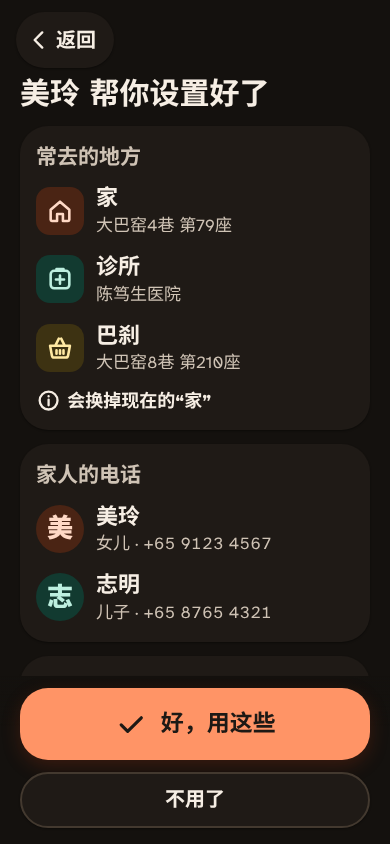 返回
美玲 帮你设置好了
常去的地方
家
大巴窑4巷 第79座
诊所
陈笃生医院
巴刹
大巴窑8巷 第210座
会换掉现在的“家”
家人的电话
美
美玲
女儿 · +65 9123 4567
志
志明
儿子 · +65 8765 4321
好，用这些
不用了